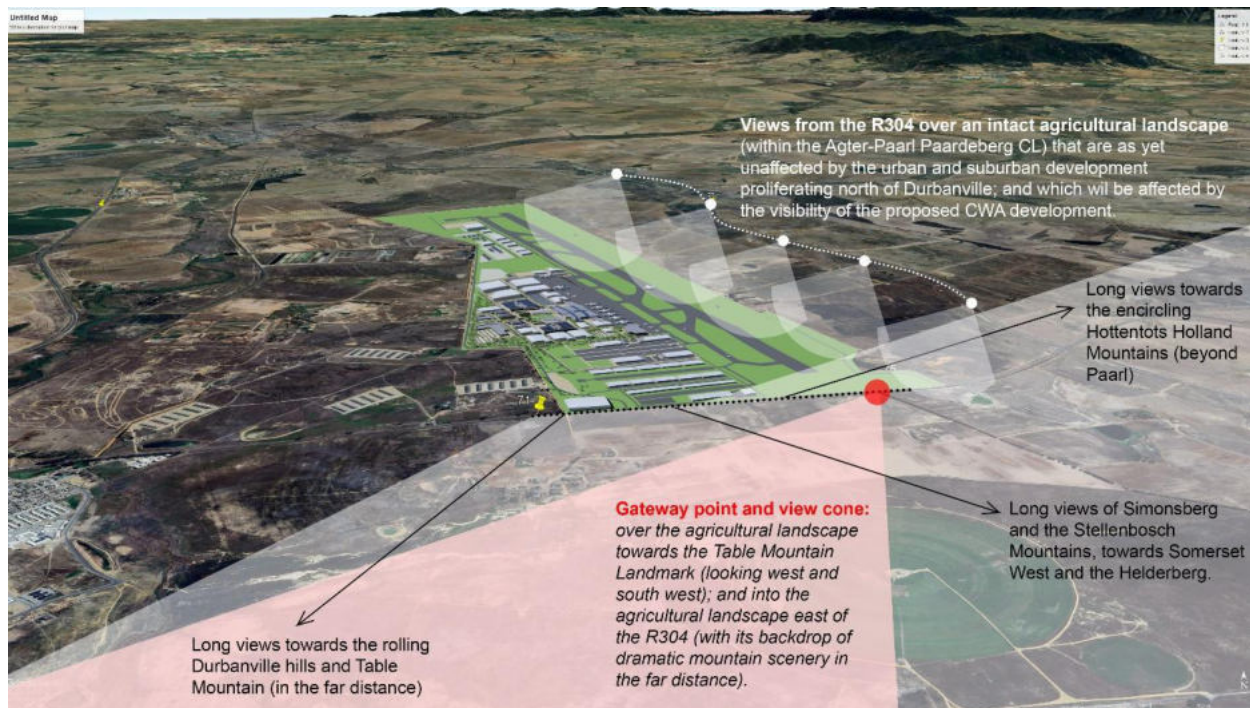 Untitled Map
Legend
Views from the R304 over an intact agricultural landscape
(within the Agter-Paarl Paardeberg CL) that are as yet
unaffected by the urban and suburban development
proliferating north of Durbanville; and which wil be affected by
the visibility of the proposed CWA development.
Long views towards
the encircling
Hottentots Holland
Mountains (beyond
Paarl)
71
Gateway point and view cone:
over the agricultural landscape
towards the Table Mountain
Landmark (looking west and
south west); and into the
agricultural landscape east of
the R304 (with its backdrop of
dramatic mountain scenery in
the far distance).
Long views of Simonsberg
and the Stellenbosch
Mountains, towards Somerset
West and the Helderberg.
Long views towards the rolling
Durbanville hills and Table
Mountain (in the far distance)